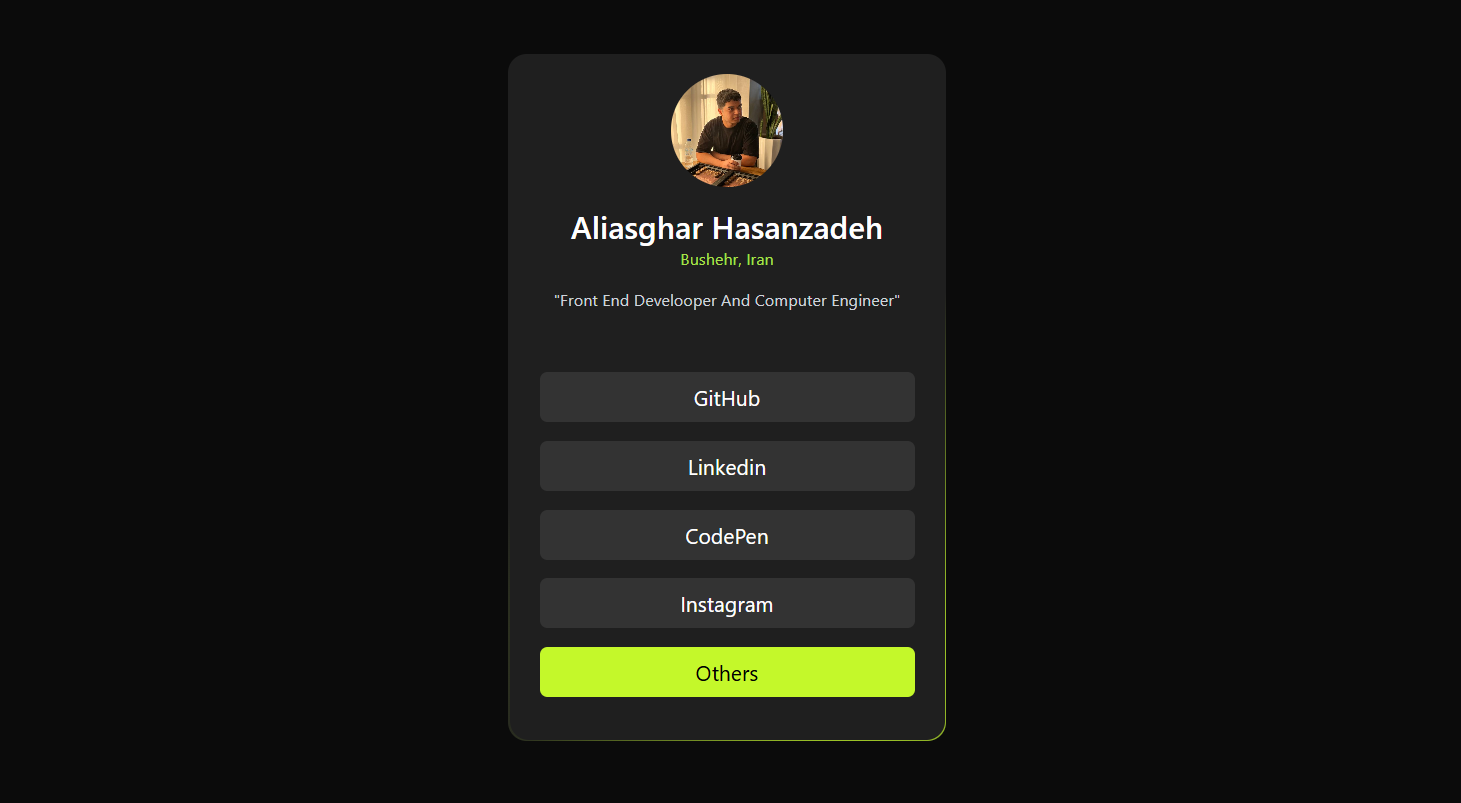 Aliasghar Hasanzadeh
Bushehr, Iran
"Front End Develooper And Computer Engineer"
GitHub
Linkedin
CodePen
Instagram
Others